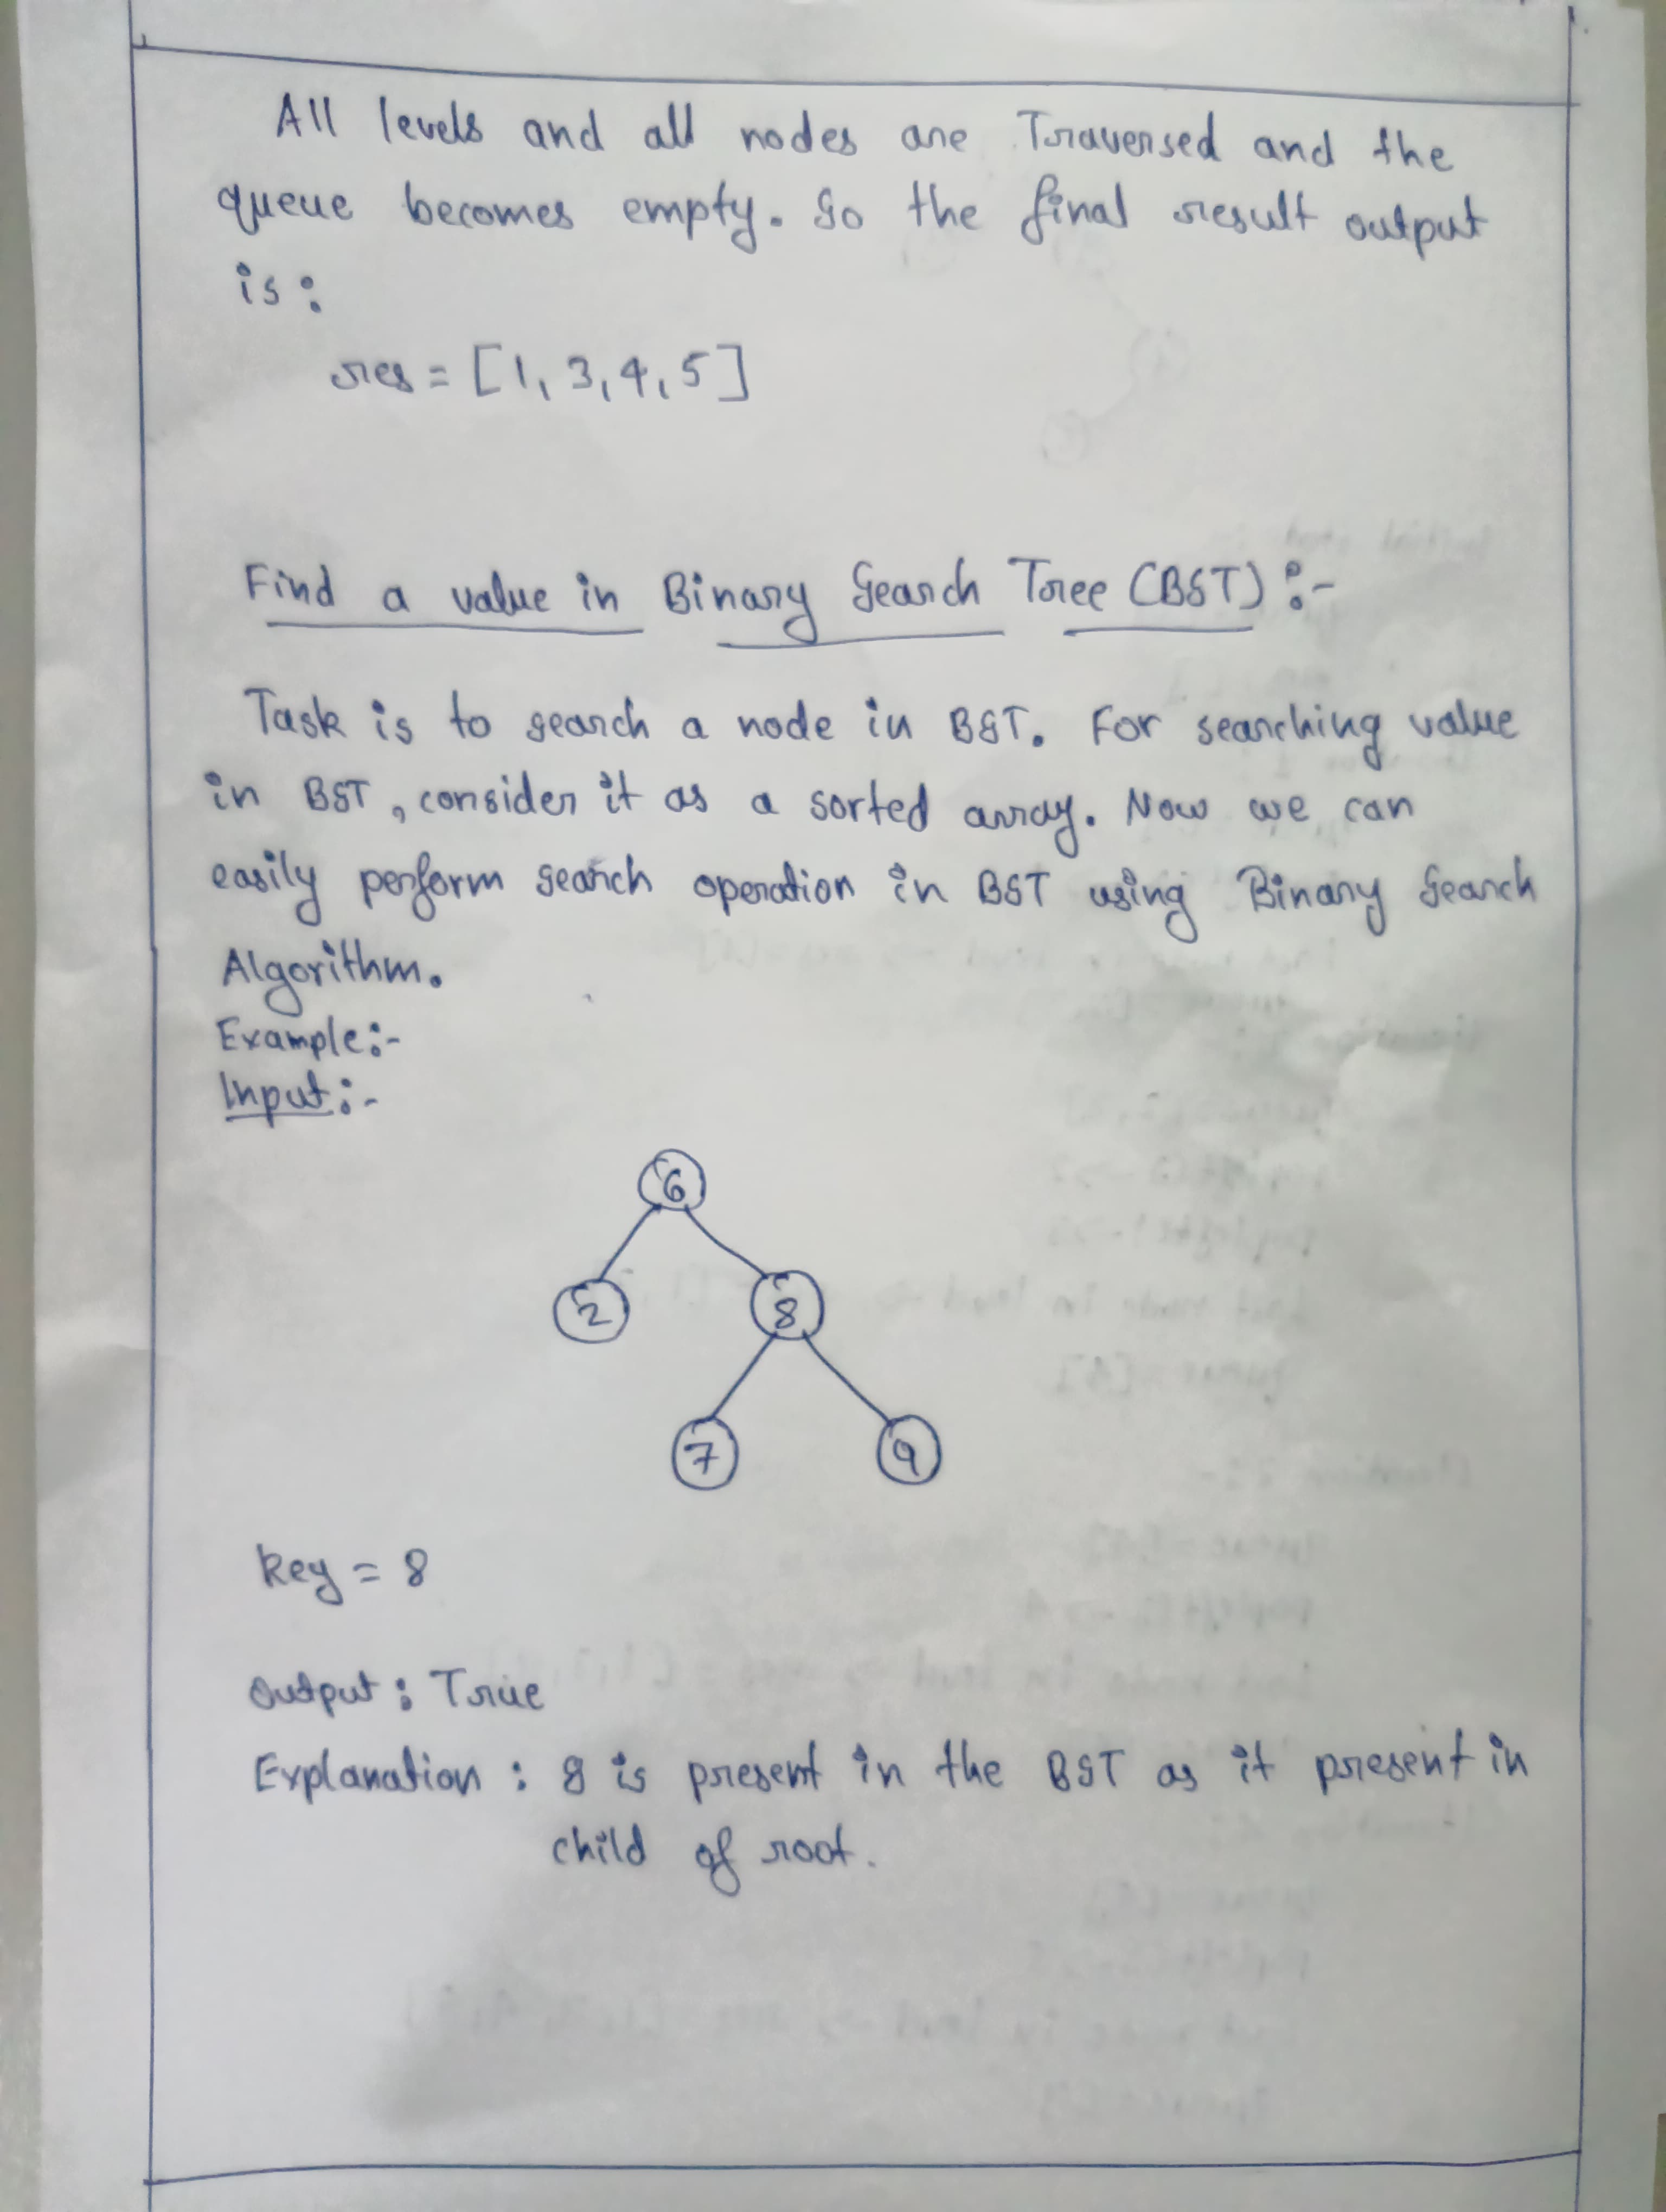 All levels and all nodes are Traversed and the
queue becomes empty. So the final result output
is :
res = [1, 3, 4, 5]
Find a value in Binary Search Tree (BST) :-
Task is to search a node in BST. For searching value
in BST, consider it as a sorted array. Now we can
easily perform search operation in BST using Binary Search
Algorithm.
Example :-
Input :-
6
2 8
7 9
key = 8
Output : True
Explanation : 8 is present in the BST as it present in
child of root.